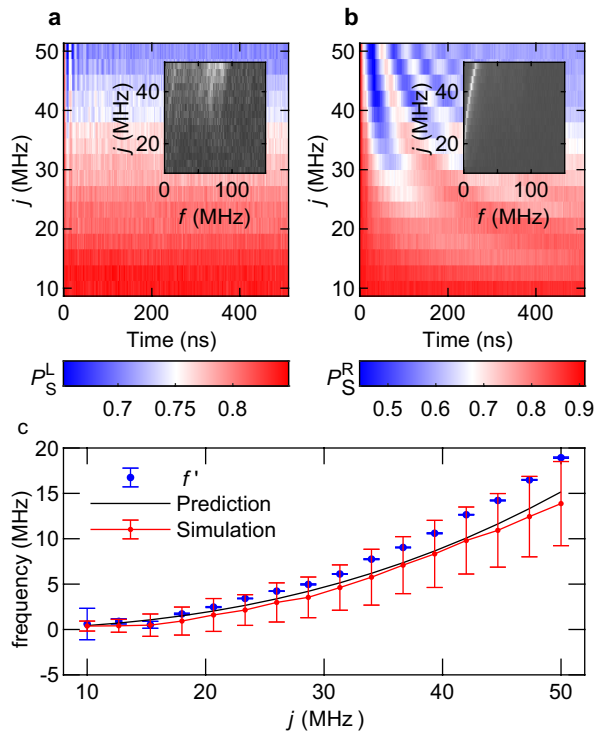 a
b
50
40
30
20
10
j (MHz)
40
20
j (MHz)
0
100
f (MHz)
0
200
400
Time (ns)
50
40
30
20
10
j (MHz)
40
20
j (MHz)
0
100
f (MHz)
0
200
400
Time (ns)
P_S^L
0.7
0.75
0.8
P_S^R
0.5
0.6
0.7
0.8
0.9
c
20
15
10
5
0
-5
frequency (MHz)
f '
Prediction
Simulation
10
20
30
40
50
j (MHz)